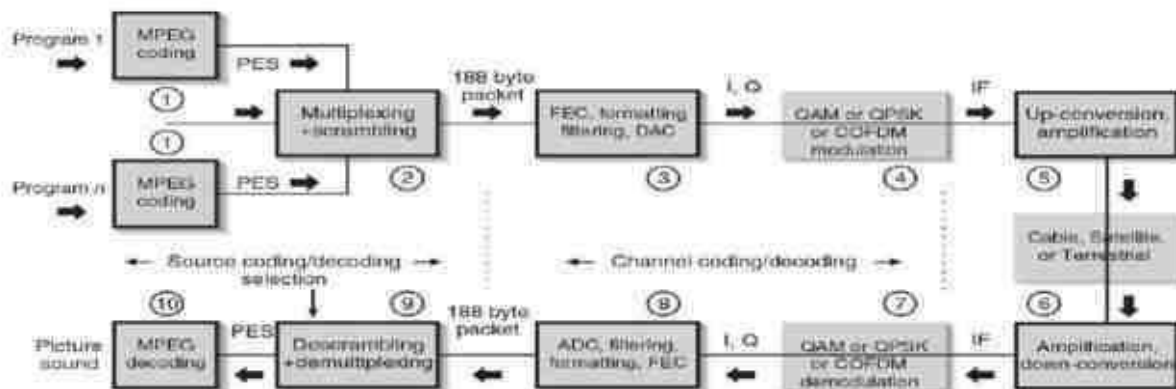 Program 1
MPEG
coding
PES
1
Multiplexing
+scrambling
2
188 byte
packet
FEC, formatting
filtering, DAC
3
I, Q
QAM or QPSK
or COFDM
modulation
4
IF
Up-conversion,
amplification
5
Program n
1
MPEG
coding
PES
Cable, Satellite,
or Terrestrial
Source coding/decoding
selection
Channel coding/decoding
10
9
8
7
6
Picture
sound
MPEG
decoding
PES
Descrambling
+demultiplexing
188 byte
packet
ADC, filtering,
formatting, FEC
I, Q
QAM or QPSK
or COFDM
demodulation
IF
Amplification,
down-conversion